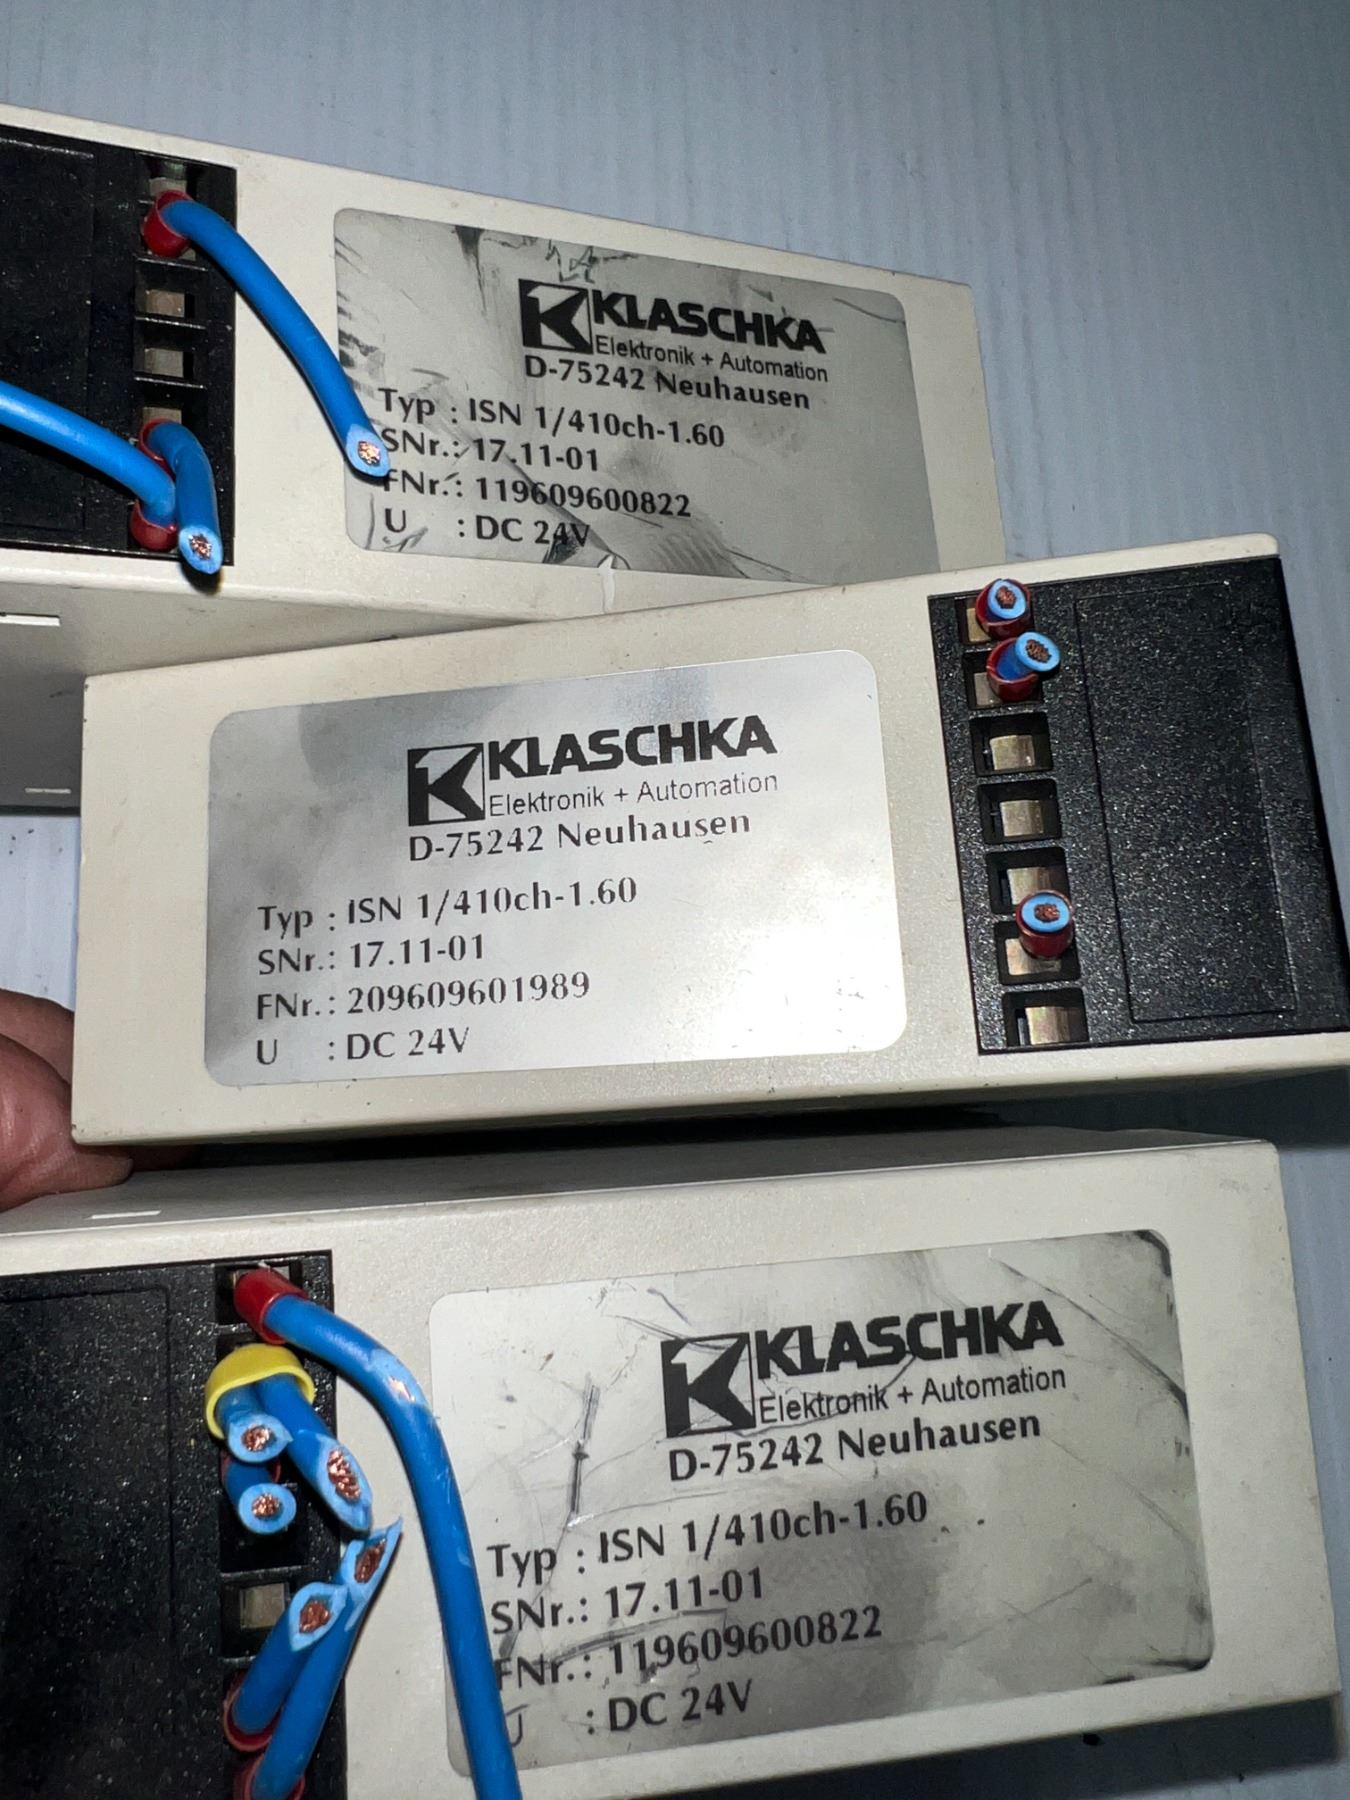 KLASCHKA
Elektronik + Automation
D-75242 Neuhausen
Typ : ISN 1/410ch-1.60
SNr.: 17.11-01
FNr.: 119609600822
U : DC 24V
KLASCHKA
Elektronik + Automation
D-75242 Neuhausen
Typ : ISN 1/410ch-1.60
SNr.: 17.11-01
FNr.: 209609601989
U : DC 24V
KLASCHKA
Elektronik + Automation
D-75242 Neuhausen
Typ : ISN 1/410ch-1.60
SNr.: 17.11-01
FNr.: 119609600822
U : DC 24V